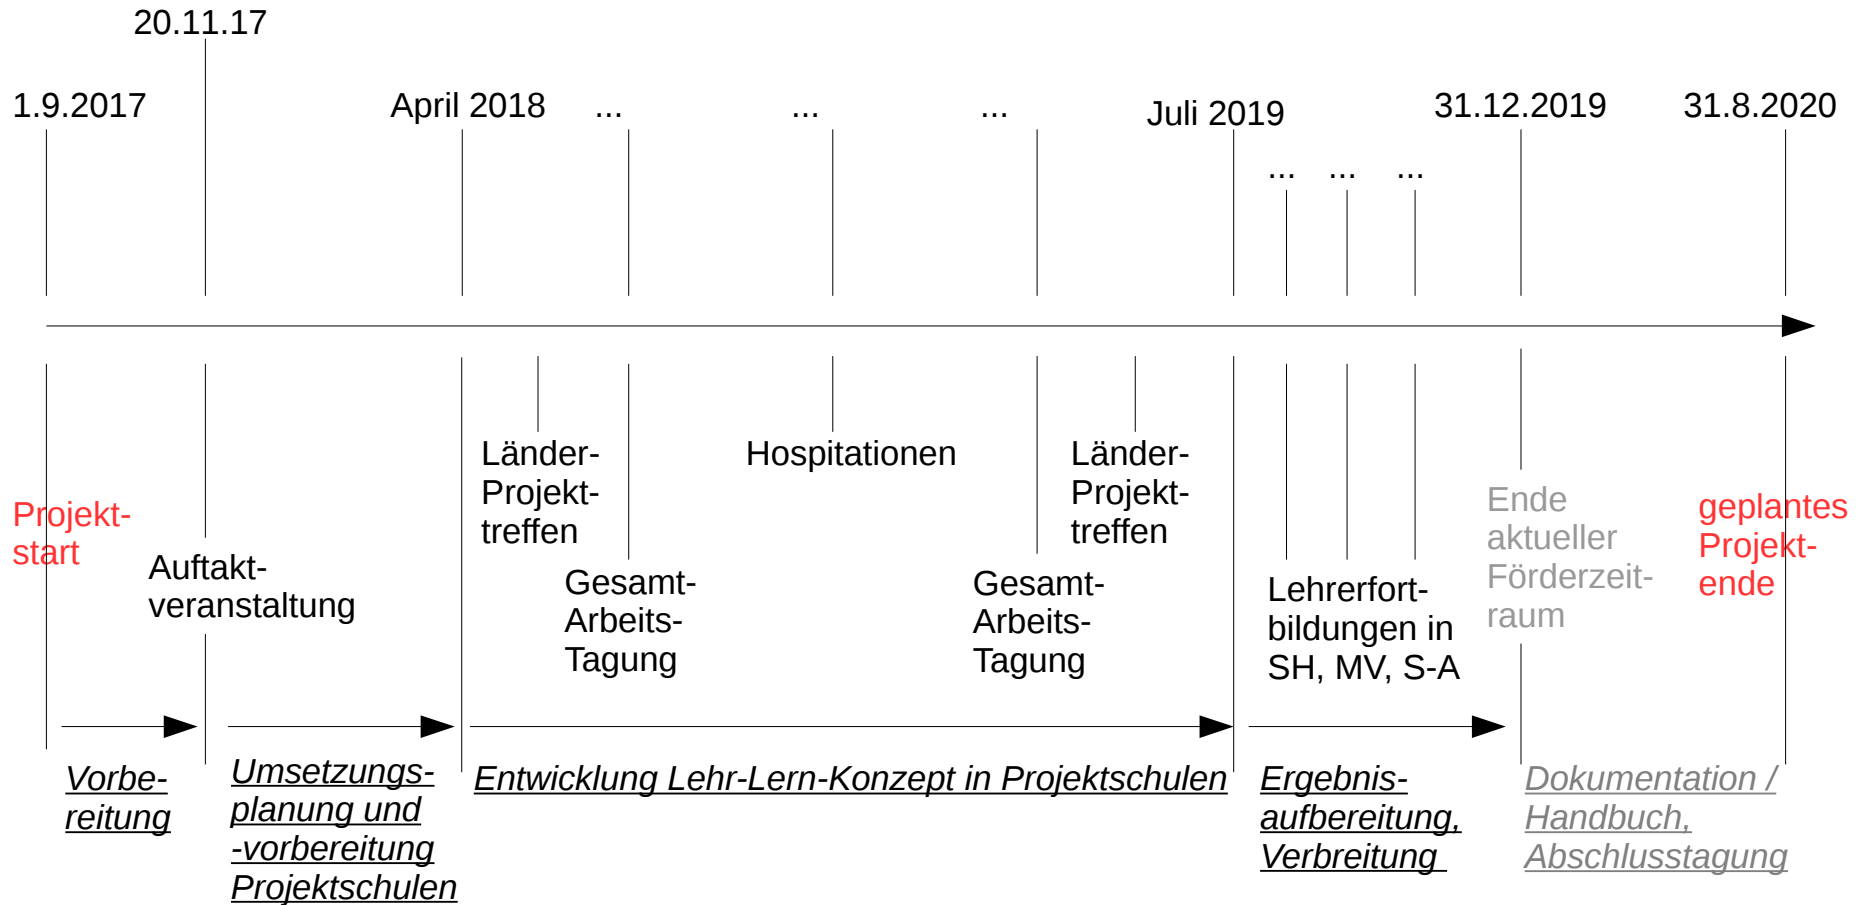 20.11.17
1.9.2017
April 2018
...
...
...
Juli 2019
31.12.2019
31.8.2020
...
...
...
Projekt-
start
Auftakt-
veranstaltung
Länder-
Projekt-
treffen
Gesamt-
Arbeits-
Tagung
Hospitationen
Gesamt-
Arbeits-
Tagung
Länder-
Projekt-
treffen
Lehrerfort-
bildungen in
SH, MV, S-A
Ende
aktueller
Förderzeit-
raum
geplantes
Projekt-
ende
Vorbe-
reitung
Umsetzungs-
planung und
-vorbereitung
Projektschulen
Entwicklung Lehr-Lern-Konzept in Projektschulen
Ergebnis-
aufbereitung,
Verbreitung
Dokumentation /
Handbuch,
Abschlusstagung